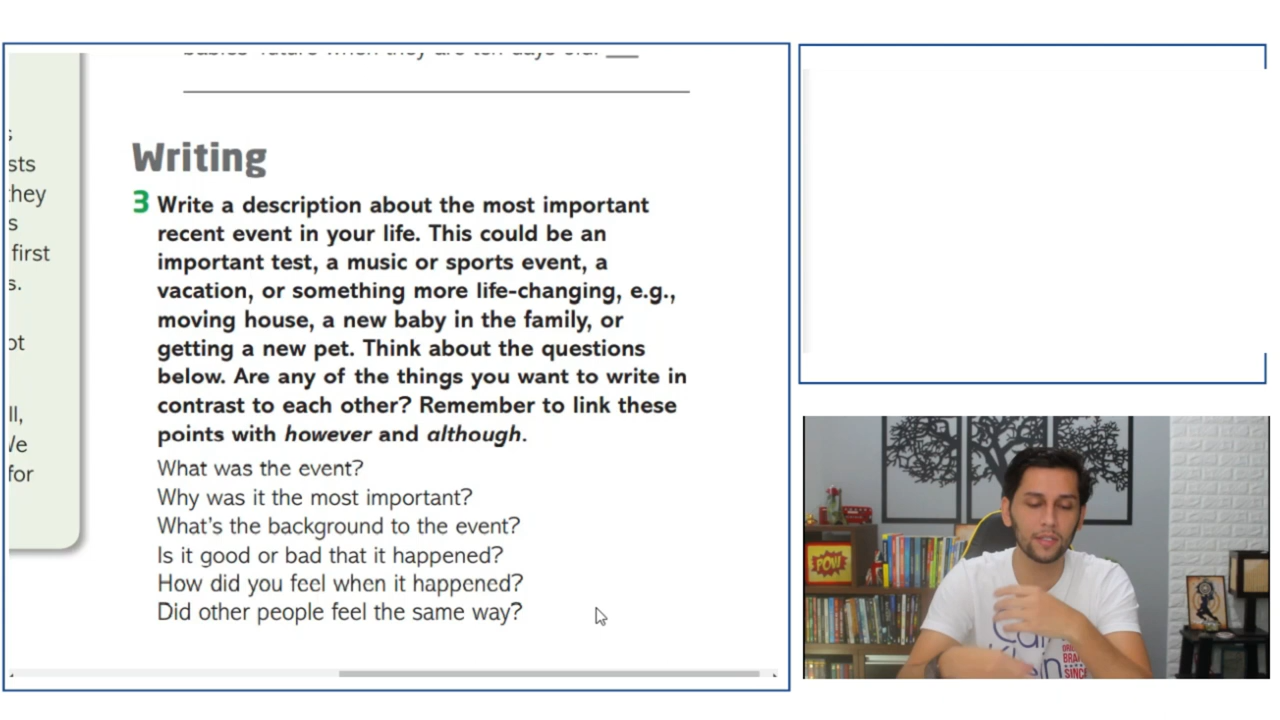 sts
they
s
first
s.
ot
ll,
We
for
Writing
3 Write a description about the most important
recent event in your life. This could be an
important test, a music or sports event, a
vacation, or something more life-changing, e.g.,
moving house, a new baby in the family, or
getting a new pet. Think about the questions
below. Are any of the things you want to write in
contrast to each other? Remember to link these
points with however and although.
What was the event?
Why was it the most important?
What's the background to the event?
Is it good or bad that it happened?
How did you feel when it happened?
Did other people feel the same way?
POW!